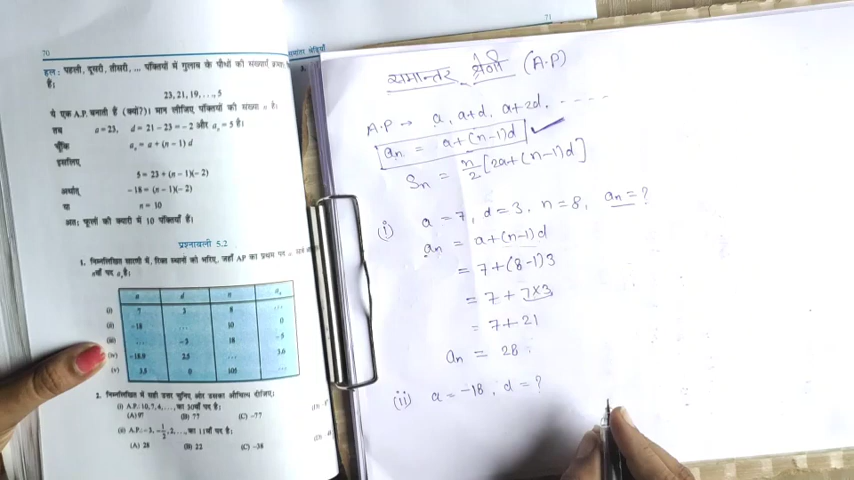 70
हल : पहली, दूसरी, तीसरी, ... पंक्तियों में गुलाब के पौधों की संख्याएँ क्रमशः
हैं:
23, 21, 19, . . ., 5
ये एक A.P. बनाती हैं (क्यों?)। मान लीजिए पंक्तियों की संख्या n है।
तब a = 23, d = 21 – 23 = – 2 और aₙ = 5 है।
चूँकि aₙ = a + (n – 1) d
इसलिए
5 = 23 + (n – 1)(– 2)
अर्थात् – 18 = (n – 1)(– 2)
या n = 10
अतः फूलों की क्यारी में 10 पंक्तियाँ हैं।
प्रश्नावली 5.2
1. निम्नलिखित सारणी में, रिक्त स्थानों को भरिए, जहाँ AP का प्रथम पद a
nवाँ पद aₙ है:
a d n aₙ
(i) 7 3 8 ...
(ii) – 18 ... 10 0
(iii) ... – 3 18 – 5
(iv) – 18.9 2.5 ... 3.6
(v) 3.5 0 105 ...
2. निम्नलिखित में सही उत्तर चुनिए और उसका औचित्य दीजिए:
(i) A.P.: 10, 7, 4, . . ., का 30वाँ पद है:
(A) 97 (B) 77 (C) –77
(ii) A.P.: – 3, –1/2, 2, . . ., का 11वाँ पद है:
(A) 28 (B) 22 (C) –38
71
समांतर श्रेढ़ियाँ
समान्तर श्रेणी (A.P)
A.P → a, a+d, a+2d, - - - - -
aₙ = a + (n-1)d ✓
Sₙ = n/2 [2a + (n-1)d]
(i) a = 7, d = 3, n = 8, aₙ = ?
aₙ = a + (n-1)d
= 7 + (8-1)3
= 7 + 7×3
= 7 + 21
aₙ = 28
(ii) a = -18, d = ?